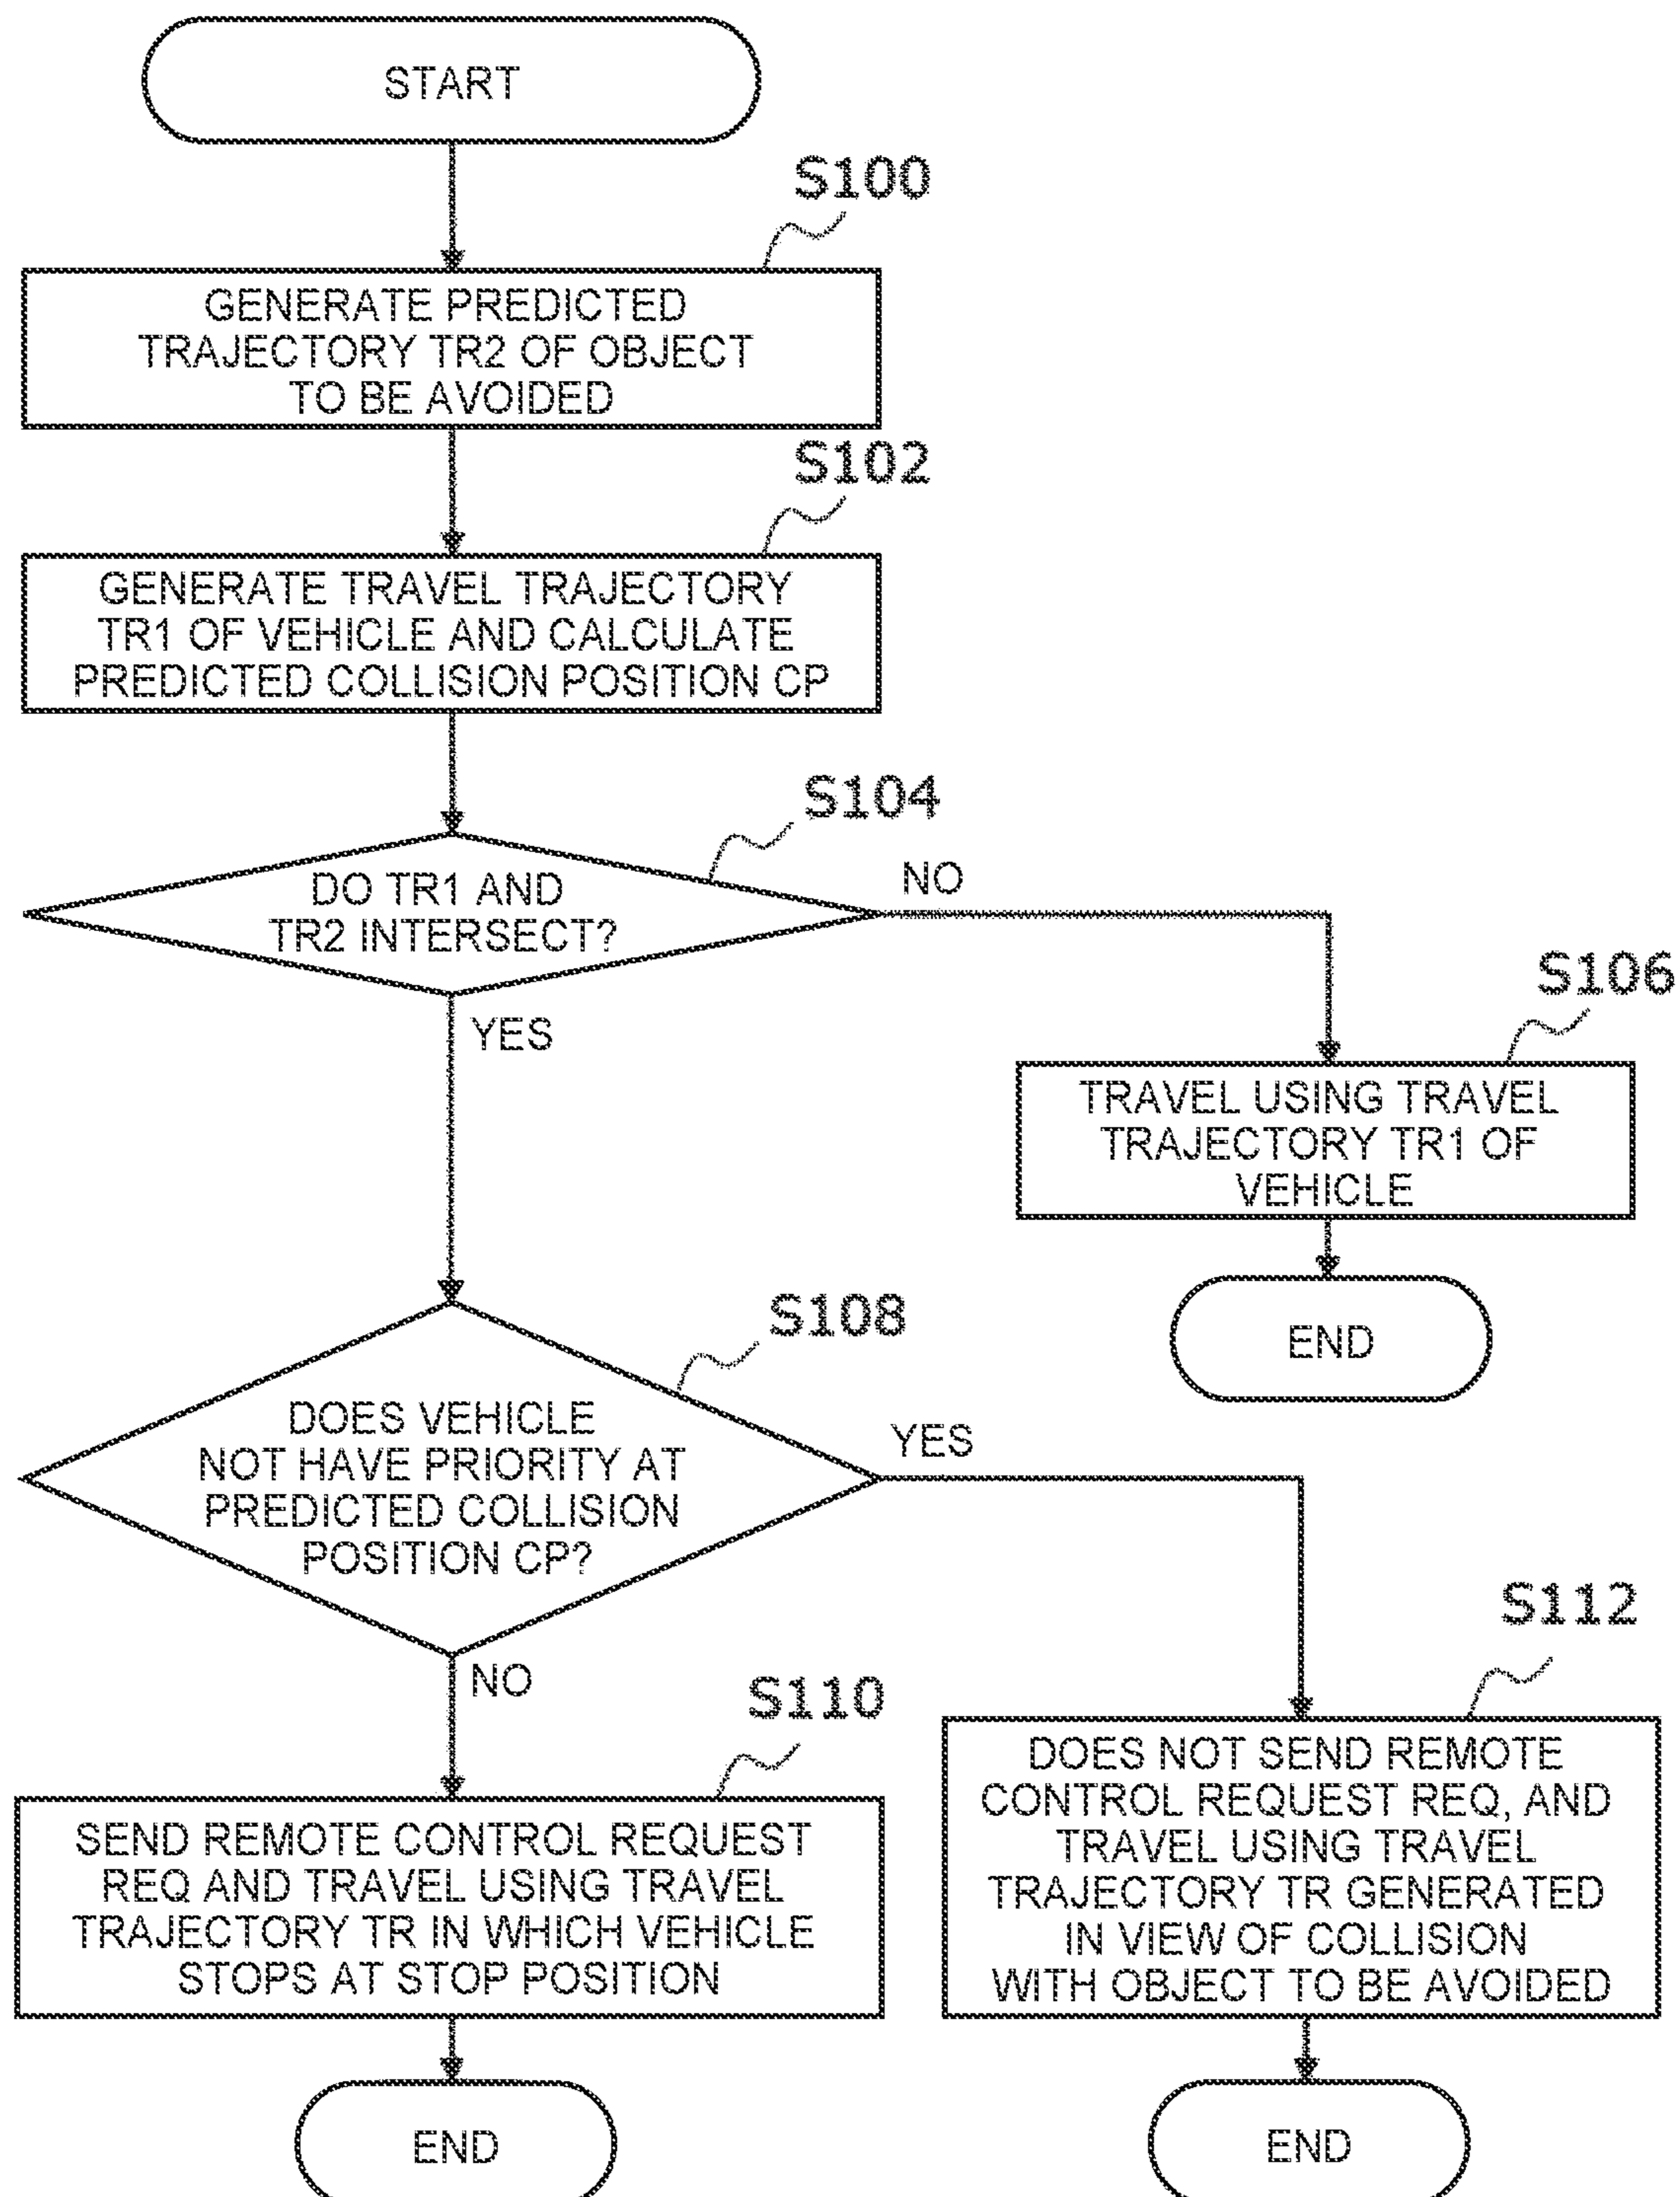 START
S100
GENERATE PREDICTED
TRAJECTORY TR2 OF OBJECT
TO BE AVOIDED
S102
GENERATE TRAVEL TRAJECTORY
TR1 OF VEHICLE AND CALCULATE
PREDICTED COLLISION POSITION CP
S104
DO TR1 AND
TR2 INTERSECT?
NO
YES
S106
TRAVEL USING TRAVEL
TRAJECTORY TR1 OF
VEHICLE
END
S108
DOES VEHICLE
NOT HAVE PRIORITY AT
PREDICTED COLLISION
POSITION CP?
YES
NO
S110
SEND REMOTE CONTROL REQUEST
REQ AND TRAVEL USING TRAVEL
TRAJECTORY TR IN WHICH VEHICLE
STOPS AT STOP POSITION
END
S112
DOES NOT SEND REMOTE
CONTROL REQUEST REQ, AND
TRAVEL USING TRAVEL
TRAJECTORY TR GENERATED
IN VIEW OF COLLISION
WITH OBJECT TO BE AVOIDED
END